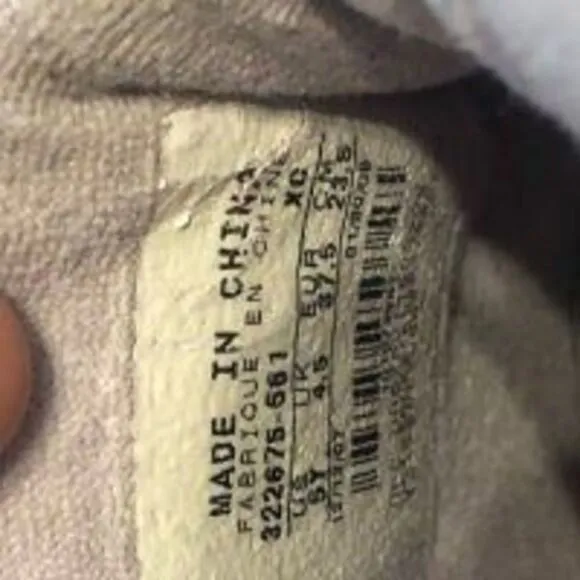 MADE IN CHINA
FABRIQUE EN CHINE
322675-561 XC
US UK EUR CM
5Y 4.5 37.5 23.5